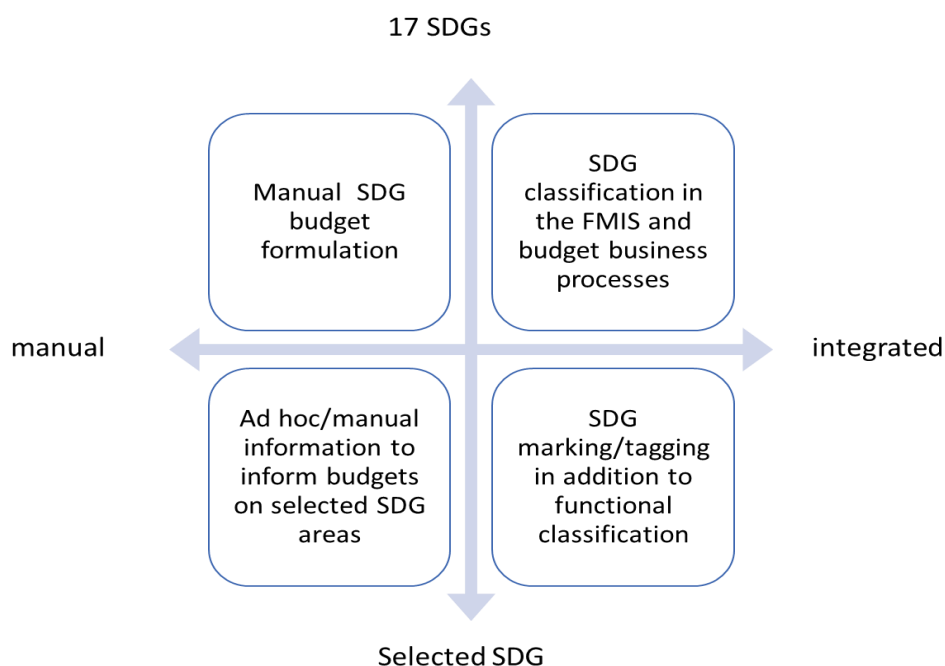 17 SDGs
Manual SDG
budget
formulation
SDG
classification in
the FMIS and
budget business
processes
manual
integrated
Ad hoc/manual
information to
inform budgets
on selected SDG
areas
SDG
marking/tagging
in addition to
functional
classification
Selected SDG